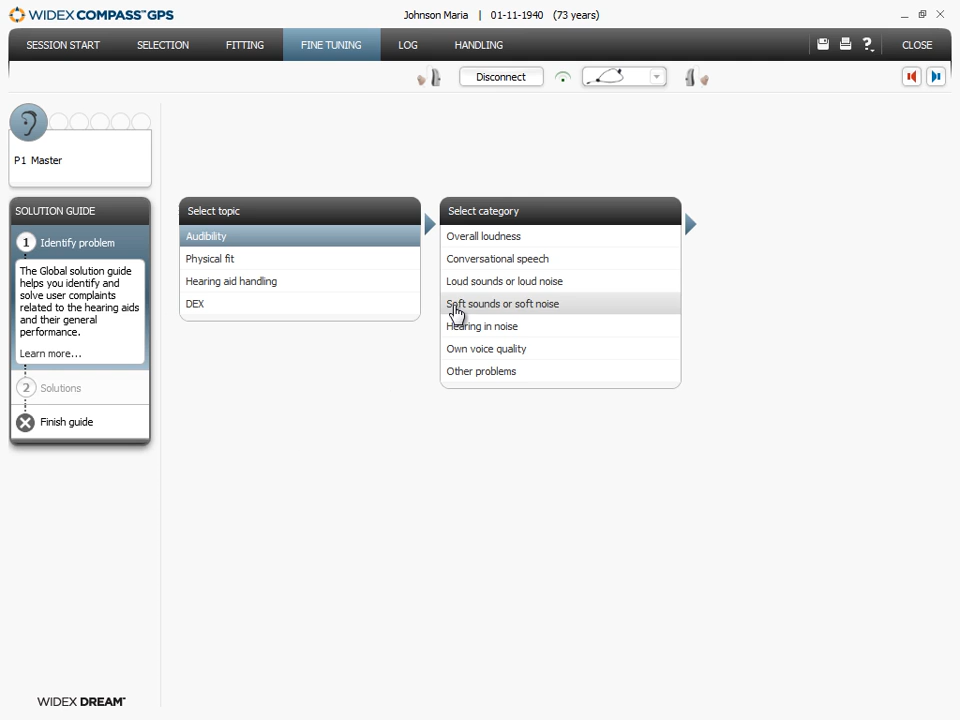 WIDEX COMPASS™ GPS
Johnson Maria | 01-11-1940 (73 years)
SESSION START SELECTION FITTING FINE TUNING LOG HANDLING ? CLOSE
Disconnect
P1 Master
SOLUTION GUIDE
1 Identify problem
The Global solution guide
helps you identify and
solve user complaints
related to the hearing aids
and their general
performance.
Learn more...
2 Solutions
Finish guide
Select topic
Audibility
Physical fit
Hearing aid handling
DEX
Select category
Overall loudness
Conversational speech
Loud sounds or loud noise
Soft sounds or soft noise
Hearing in noise
Own voice quality
Other problems
WIDEX DREAM™